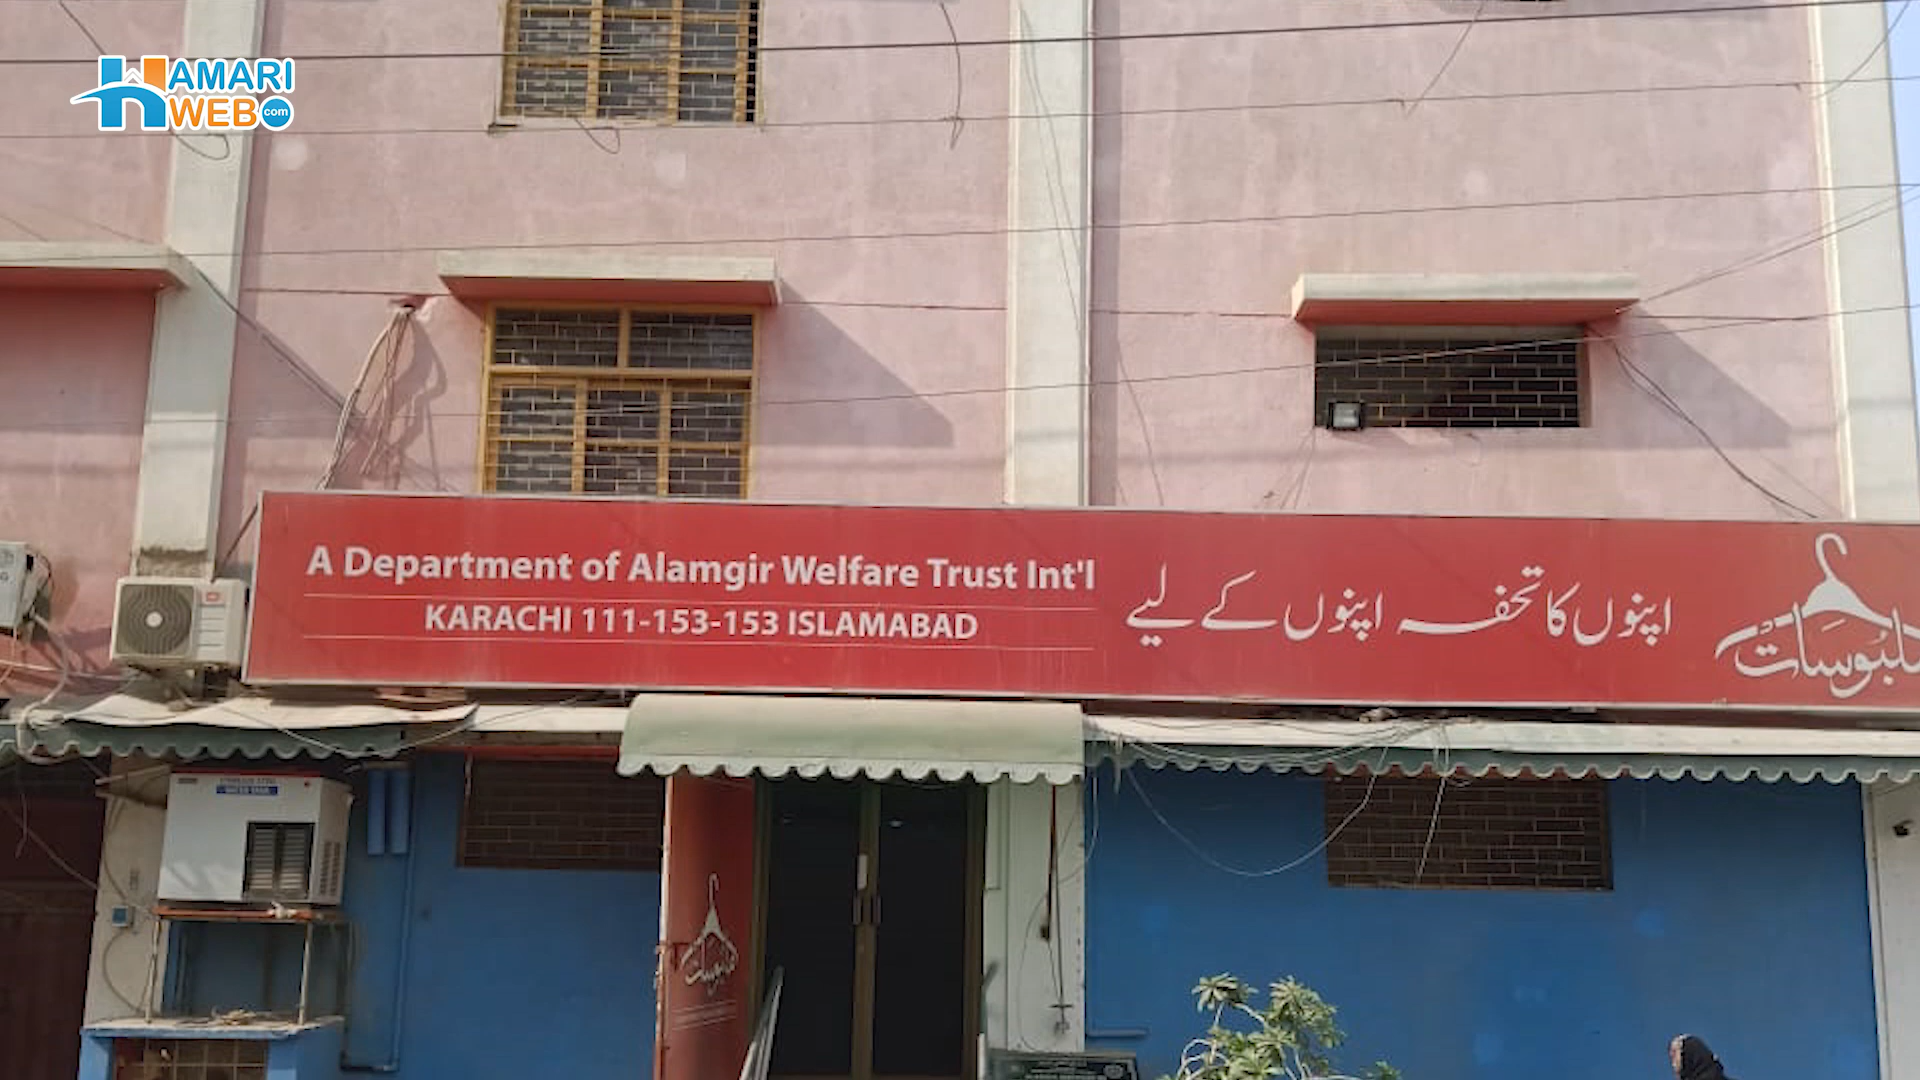 HAMARI
WEB.com
A Department of Alamgir Welfare Trust Int'l
KARACHI 111-153-153 ISLAMABAD
اپنوں کا تحفہ اپنوں کے لیے
ملبوسات
ملبوسات